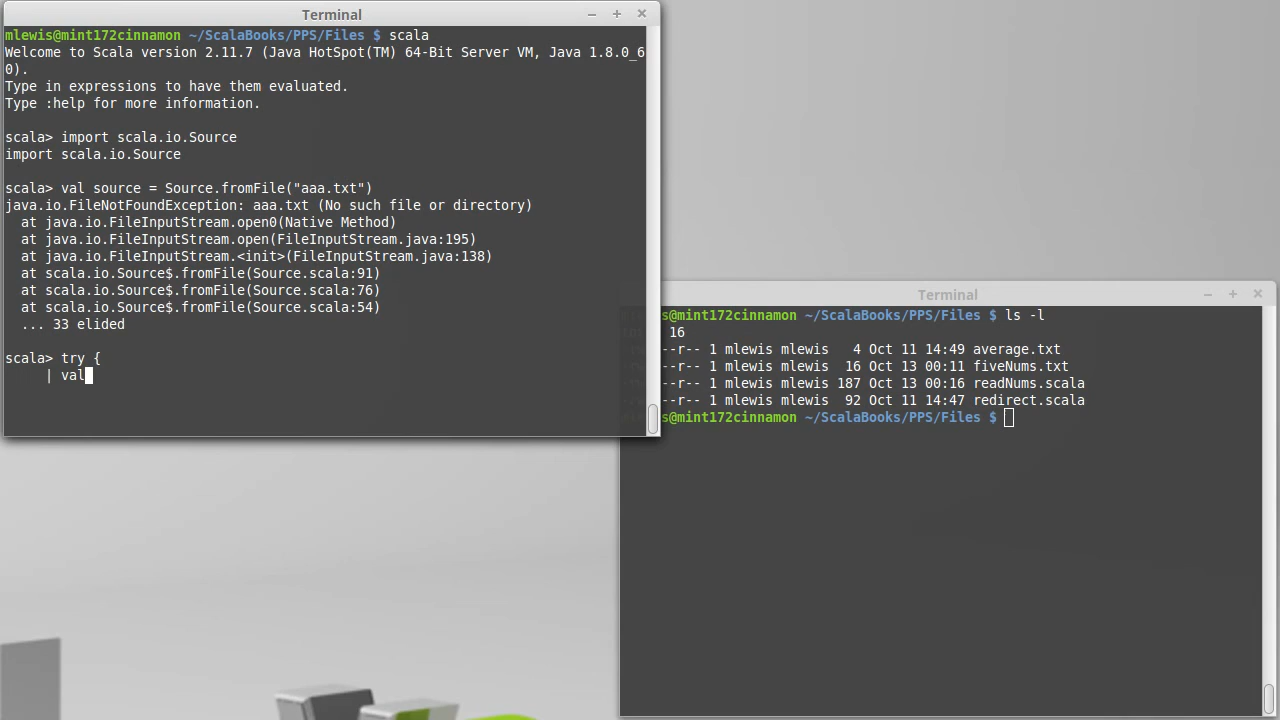 Terminal
mlewis@mint172cinnamon ~/ScalaBooks/PPS/Files $ scala
Welcome to Scala version 2.11.7 (Java HotSpot(TM) 64-Bit Server VM, Java 1.8.0_6
0).
Type in expressions to have them evaluated.
Type :help for more information.
scala> import scala.io.Source
import scala.io.Source
scala> val source = Source.fromFile("aaa.txt")
java.io.FileNotFoundException: aaa.txt (No such file or directory)
at java.io.FileInputStream.open0(Native Method)
at java.io.FileInputStream.open(FileInputStream.java:195)
at java.io.FileInputStream.<init>(FileInputStream.java:138)
at scala.io.Source$.fromFile(Source.scala:91)
at scala.io.Source$.fromFile(Source.scala:76)
at scala.io.Source$.fromFile(Source.scala:54)
... 33 elided
scala> try {
| val
Terminal
s@mint172cinnamon ~/ScalaBooks/PPS/Files $ ls -l
16
--r-- 1 mlewis mlewis 4 Oct 11 14:49 average.txt
--r-- 1 mlewis mlewis 16 Oct 13 00:11 fiveNums.txt
--r-- 1 mlewis mlewis 187 Oct 13 00:16 readNums.scala
--r-- 1 mlewis mlewis 92 Oct 11 14:47 redirect.scala
s@mint172cinnamon ~/ScalaBooks/PPS/Files $